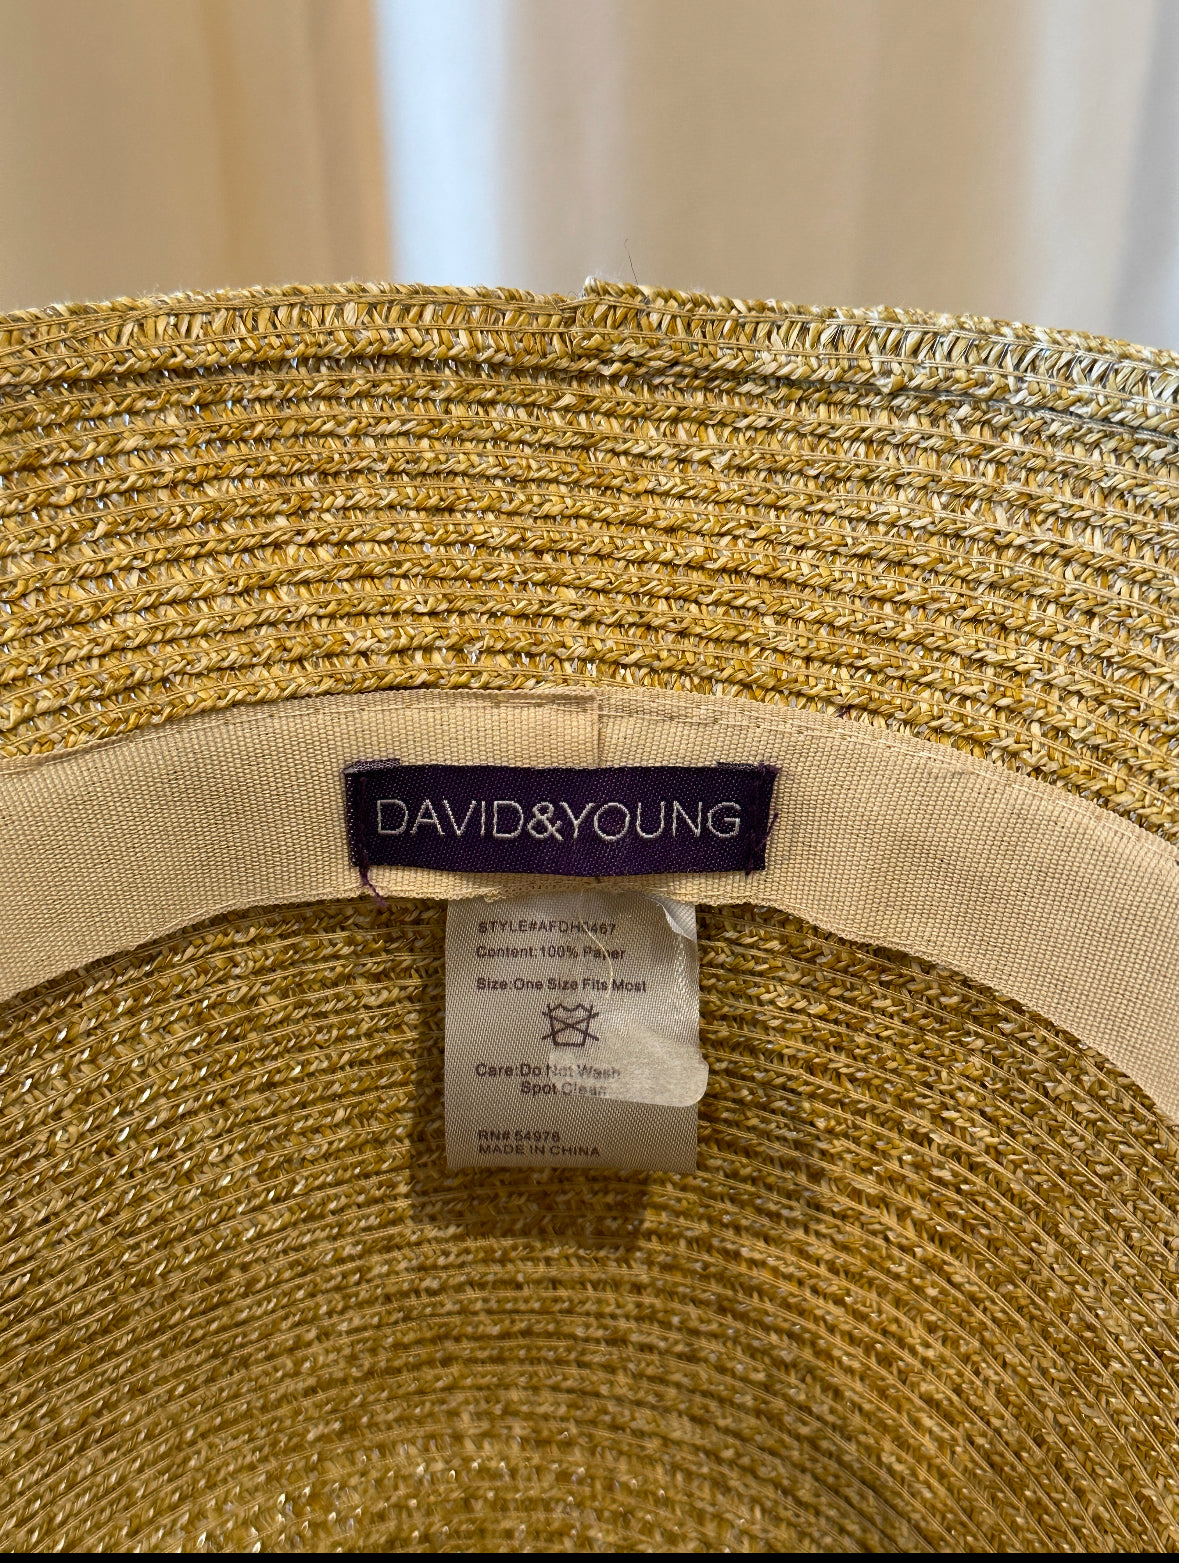 DAVID&YOUNG
STYLE#AFDH0467
Content:100% Paper
Size:One Size Fits Most
Care:Do Not Wash
Spot Clean
RN# 54976
MADE IN CHINA